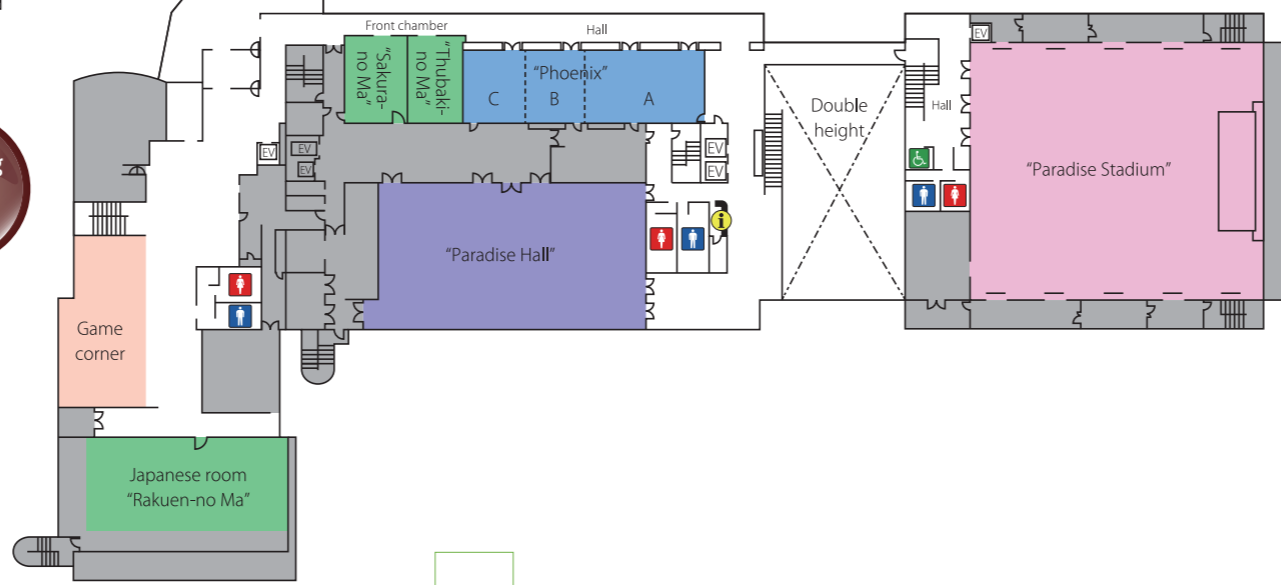 Front chamber
Hall
EV
"Sakura-
no Ma"
"Thubaki-
no Ma"
"Phoenix"
C
B
A
Double
height
Hall
EV
EV
EV
EV
EV
"Paradise Stadium"
i
"Paradise Hall"
Game
corner
Japanese room
"Rakuen-no Ma"